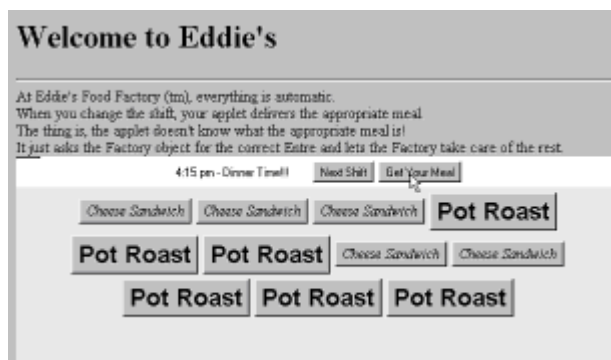 Welcome to Eddie's
At Eddie's Food Factory (tm), everything is automatic.
When you change the shift, your applet delivers the appropriate meal
The thing is, the applet doesn't know what the appropriate meal is!
It just asks the Factory object for the correct Entre and lets the Factory take care of the rest.
4:15 pm - Dinner Time!!! Next Shift Get Your Meal
Cheese Sandwich Cheese Sandwich Cheese Sandwich Pot Roast
Pot Roast Pot Roast Cheese Sandwich Cheese Sandwich
Pot Roast Pot Roast Pot Roast